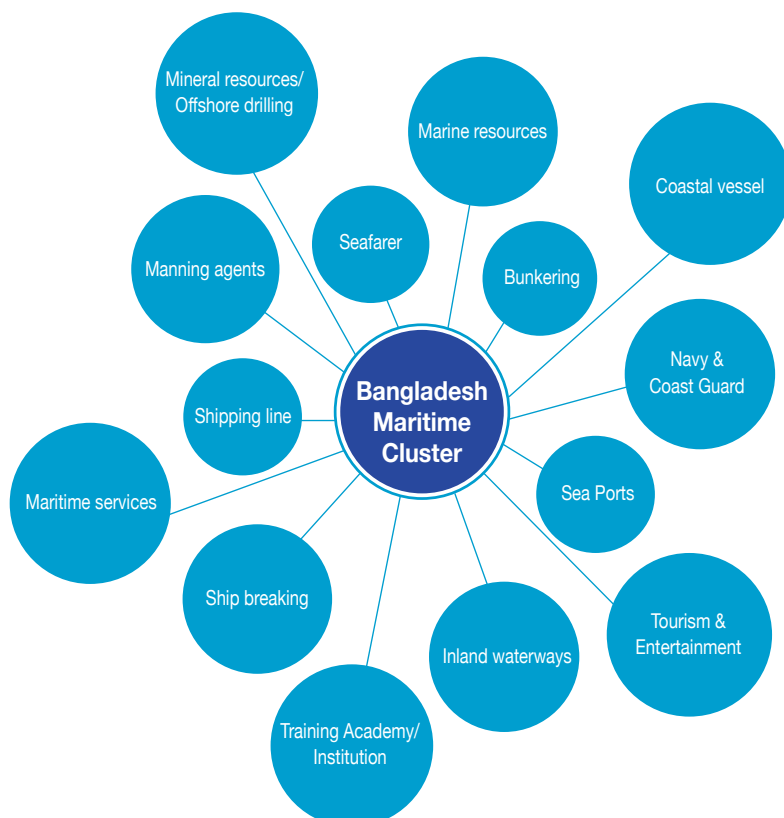 Mineral resources/
Offshore drilling
Marine resources
Coastal vessel
Seafarer
Manning agents
Bunkering
Navy &
Coast Guard
Bangladesh
Maritime
Cluster
Shipping line
Sea Ports
Maritime services
Ship breaking
Tourism &
Entertainment
Inland waterways
Training Academy/
Institution